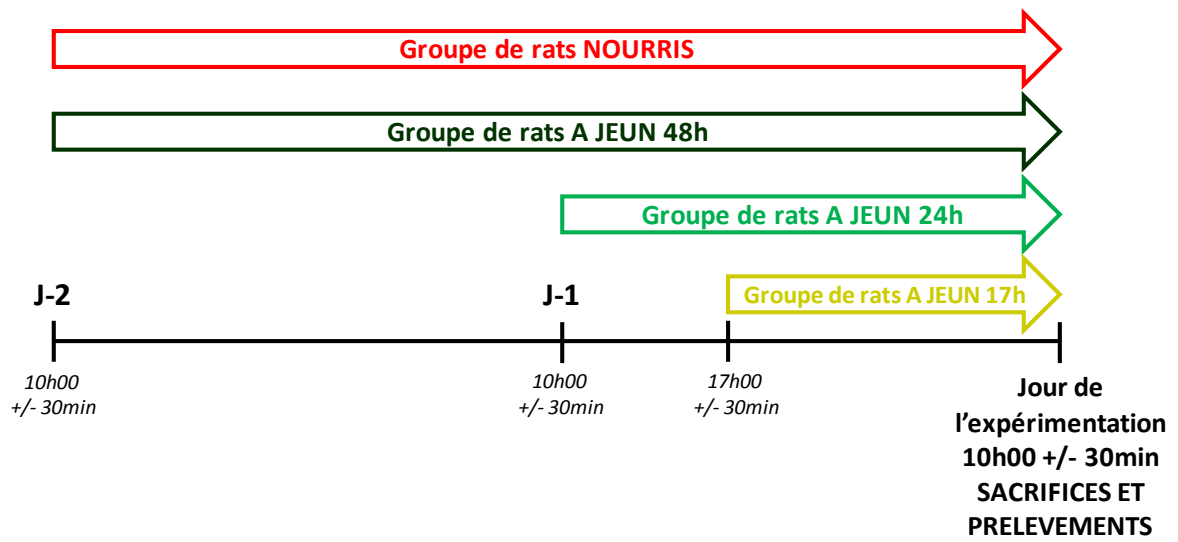 Groupe de rats NOURRIS
Groupe de rats A JEUN 48h
Groupe de rats A JEUN 24h
Groupe de rats A JEUN 17h
J-2
J-1
10h00
+/- 30min
10h00
+/- 30min
17h00
+/- 30min
Jour de
l’expérimentation
10h00 +/- 30min
SACRIFICES ET
PRELEVEMENTS